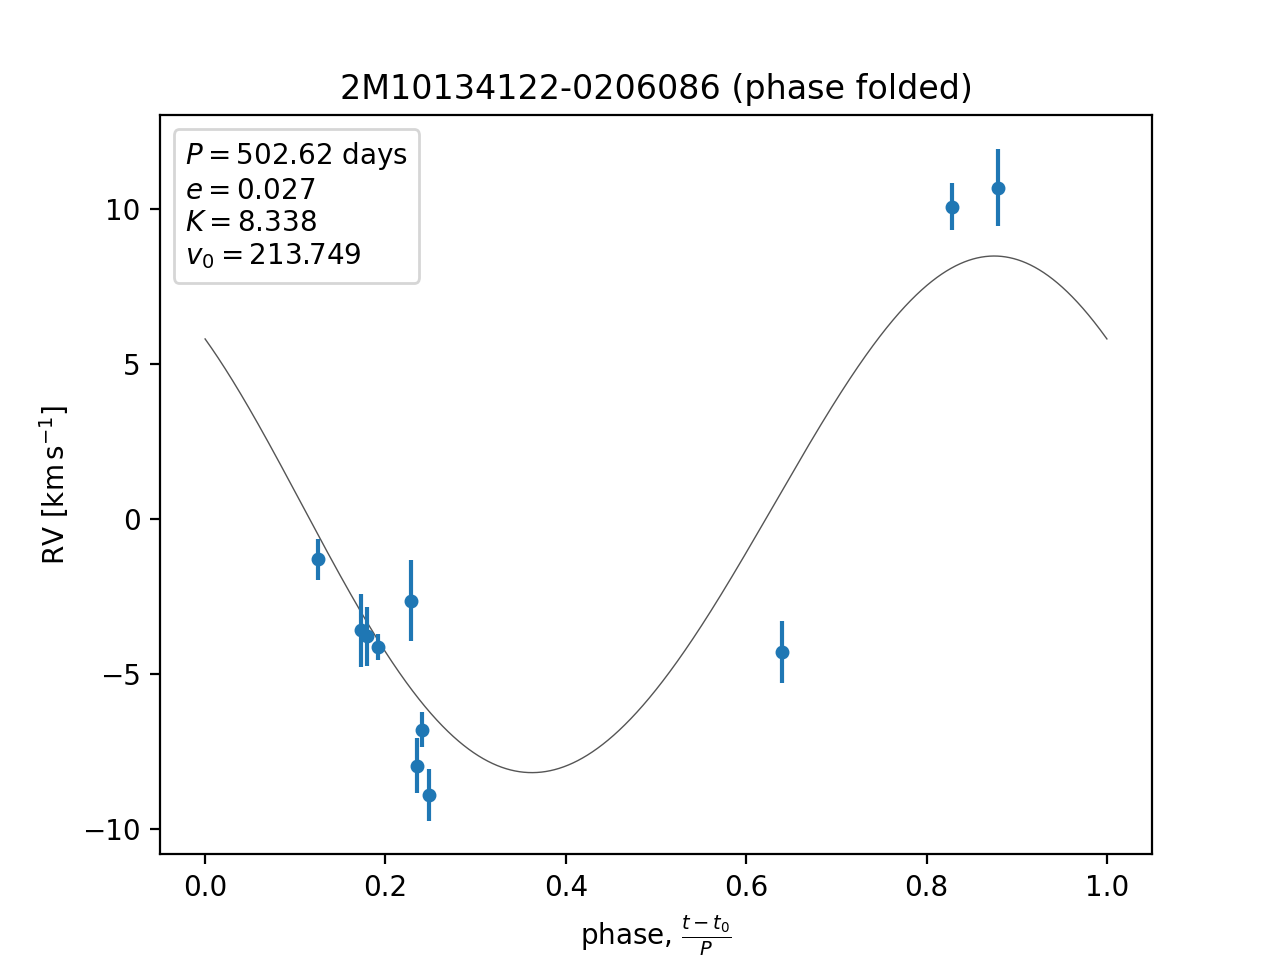 2M10134122-0206086 (phase folded)
P = 502.62 days
e = 0.027
K = 8.338
v₀ = 213.749
10
5
0
−5
−10
RV [km s⁻¹]
0.0 0.2 0.4 0.6 0.8 1.0
phase, (t − t₀)/P